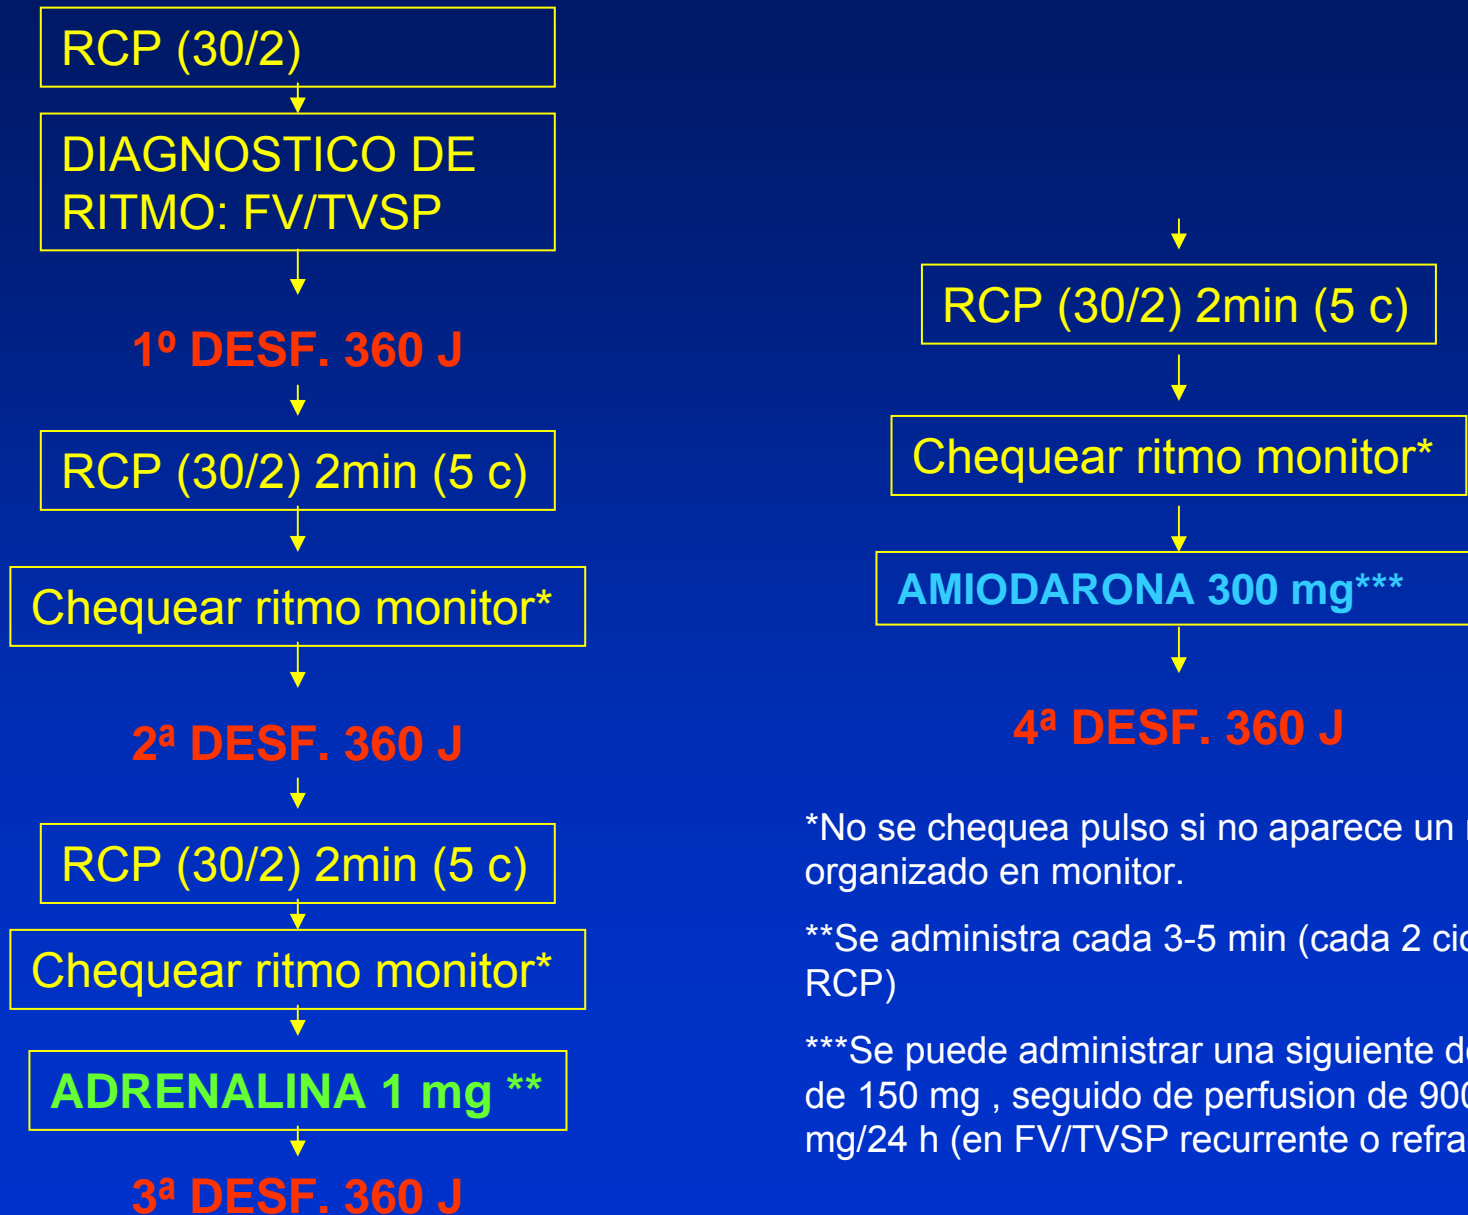 RCP (30/2)
DIAGNOSTICO DE
RITMO: FV/TVSP
1º DESF. 360 J
RCP (30/2) 2min (5 c)
Chequear ritmo monitor*
2ª DESF. 360 J
RCP (30/2) 2min (5 c)
Chequear ritmo monitor*
ADRENALINA 1 mg **
3ª DESF. 360 J
RCP (30/2) 2min (5 c)
Chequear ritmo monitor*
AMIODARONA 300 mg***
4ª DESF. 360 J
*No se chequea pulso si no aparece un
organizado en monitor.
**Se administra cada 3-5 min (cada 2
RCP)
***Se puede administrar una siguiente
de 150 mg , seguido de perfusion de 900
mg/24 h (en FV/TVSP recurrente o